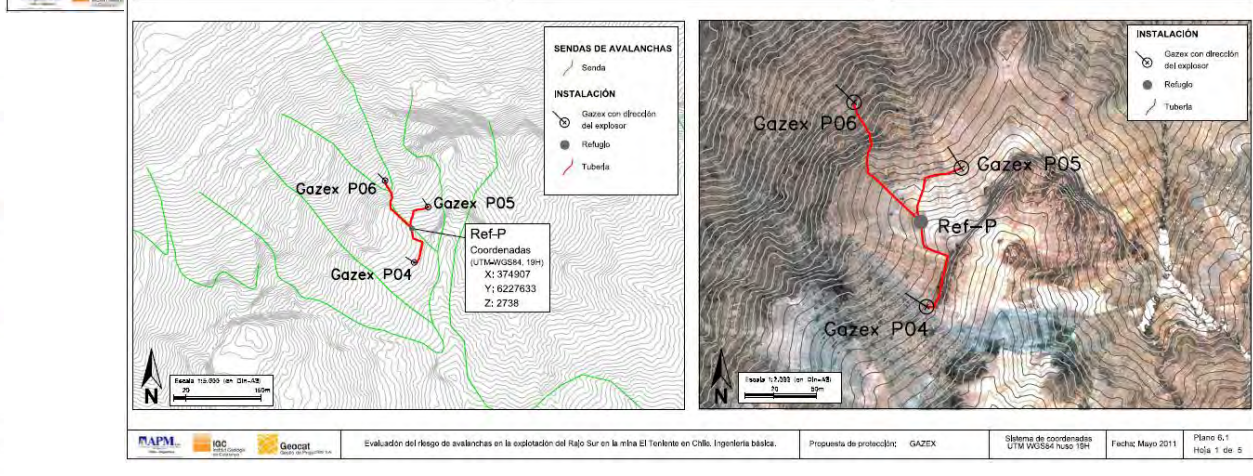 SENDAS DE AVALANCHAS
Senda
INSTALACIÓN
Gazex con dirección
del explosor
Refugio
Tubería
Gazex P06
Gazex P05
Ref-P
Coordenadas
(UTM-WGS84, 19H)
X: 374907
Y: 6227633
Z: 2738
Gazex P04
N
INSTALACIÓN
Gazex con dirección
del explosor
Refugio
Tubería
Gazex P06
Gazex P05
Ref-P
Gazex P04
N
APM
IGC
Geocat
Evaluación del riesgo de avalanchas en la explotación del Rajo Sur en la mina El Teniente en Chile. Ingeniería básica.
Propuesta de protección: GAZEX
Sistema de coordenadas
UTM WGS84 huso 19H
Fecha: Mayo 2011
Plano 6.1
Hoja 1 de 5